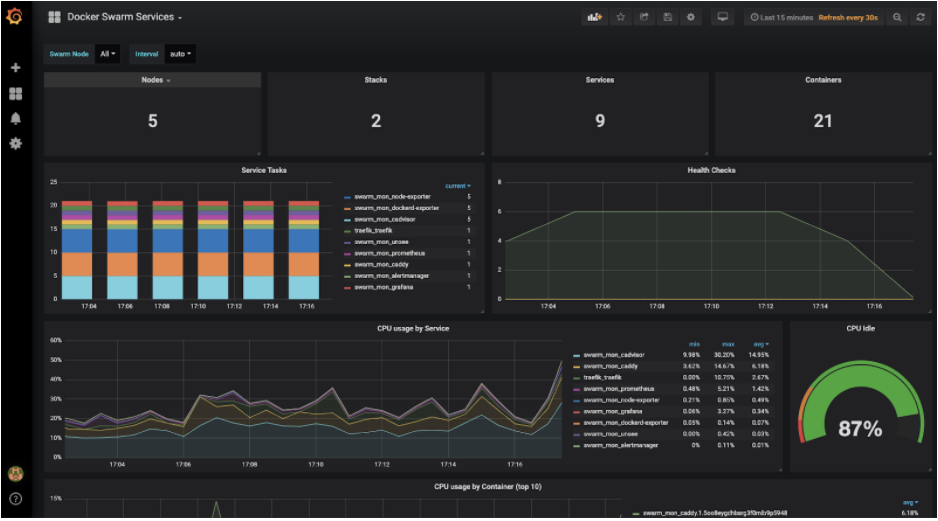 Docker Swarm Services
Last 15 minutes Refresh every 30s
Swarm Node All Interval auto
Nodes Stacks Services Containers
5 2 9 21
Service Tasks
current
25
20
15
10
5
0
17:04 17:06 17:08 17:10 17:12 17:14 17:16
swarm_mon_node-exporter 5
swarm_mon_dockerd-exporter 5
swarm_mon_cadvisor 5
traefik_traefik 1
swarm_mon_unsee 1
swarm_mon_prometheus 1
swarm_mon_caddy 1
swarm_mon_alertmanager 1
swarm_mon_grafana 1
Health Checks
8
6
4
2
0
17:04 17:06 17:08 17:10 17:12 17:14 17:16
CPU usage by Service
60%
50%
40%
30%
20%
10%
0%
17:04 17:06 17:08 17:10 17:12 17:14 17:16
min max avg
swarm_mon_cadvisor 9.98% 30.20% 14.95%
swarm_mon_caddy 3.62% 14.67% 6.18%
traefik_traefik 0.00% 10.75% 2.67%
swarm_mon_prometheus 0.48% 5.21% 1.42%
swarm_mon_node-exporter 0.21% 0.85% 0.49%
swarm_mon_grafana 0.06% 3.27% 0.34%
swarm_mon_dockerd-exporter 0.05% 0.14% 0.07%
swarm_mon_unsee 0.00% 0.42% 0.03%
swarm_mon_alertmanager 0% 0.11% 0.01%
CPU Idle
87%
CPU usage by Container (top 10)
15%
avg
6.18%